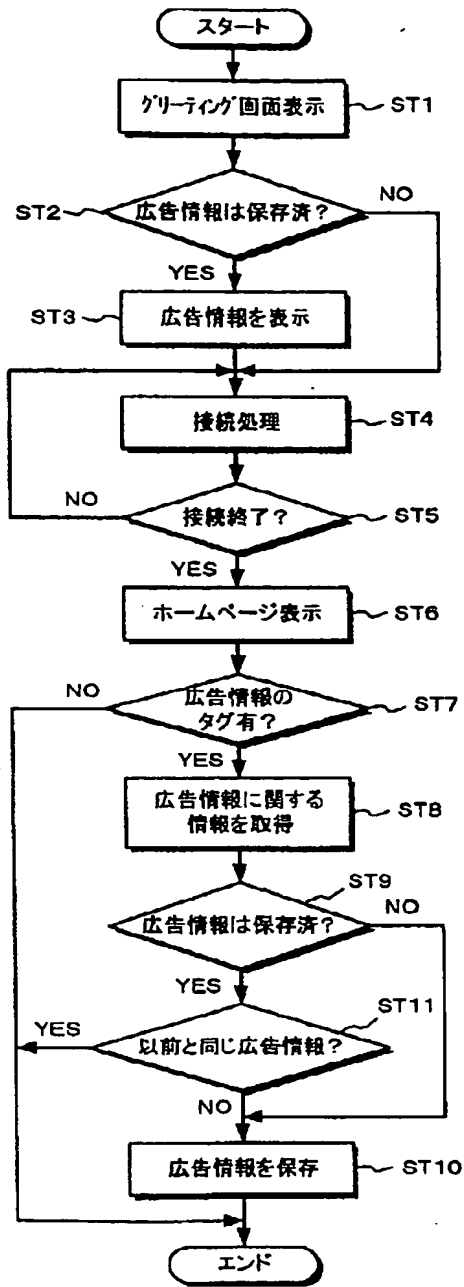 スタート
グリーティング画面表示
ST1
ST2
広告情報は保存済？
NO
YES
ST3
広告情報を表示
接続処理
ST4
NO
接続終了？
ST5
YES
ホームページ表示
ST6
NO
広告情報の
タグ有？
ST7
YES
広告情報に関する
情報を取得
ST8
ST9
広告情報は保存済？
NO
YES
ST11
YES
以前と同じ広告情報？
NO
広告情報を保存
ST10
エンド